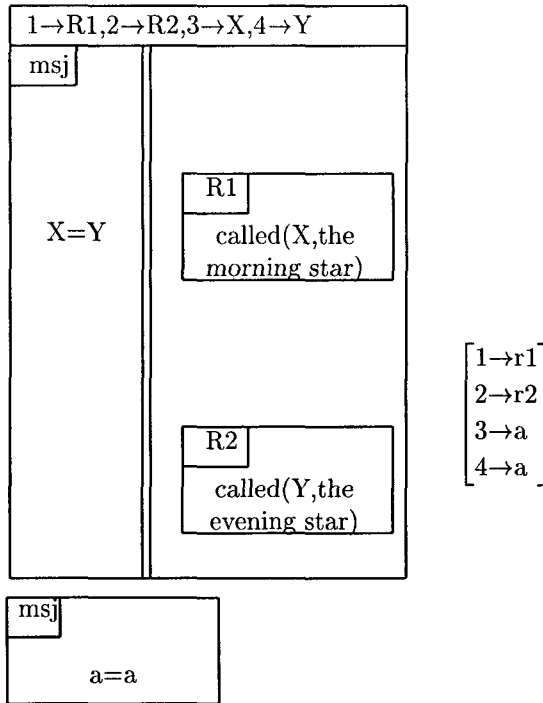 1→R1,2→R2,3→X,4→Y
msj
R1
X=Y
called(X,the
morning star)
1→r1
2→r2
R2
3→a
called(Y,the
4→a
evening star)
msj
a=a